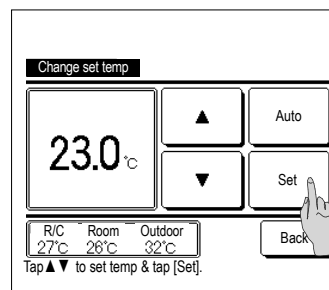 Change set temp
▲
Auto
23.0°C
▼
Set
R/C Room Outdoor
27°C 26°C 32°C
Back
Tap▲▼ to set temp & tap [Set].